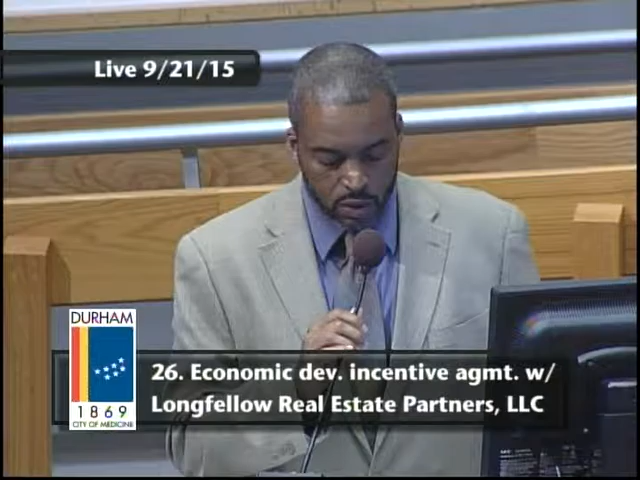 Live 9/21/15
DURHAM
1869
CITY OF MEDICINE
26. Economic dev. incentive agmt. w/
Longfellow Real Estate Partners, LLC